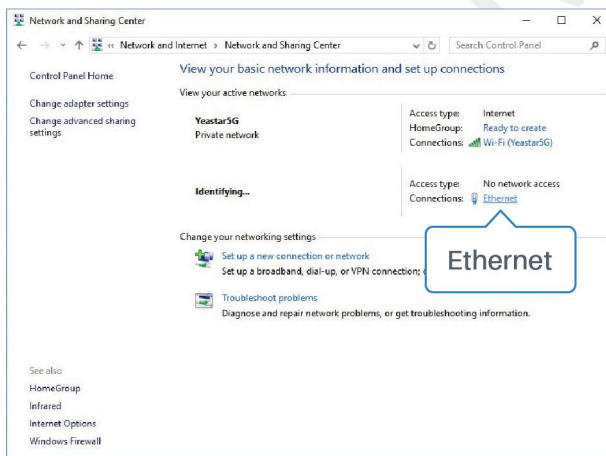 Network and Sharing Center
« Network and Internet > Network and Sharing Center
Search Control Panel
Control Panel Home
Change adapter settings
Change advanced sharing
settings
View your basic network information and set up connections
View your active networks
Yeastar5G
Private network
Access type: Internet
HomeGroup: Ready to create
Connections: Wi-Fi (Yeastar5G)
Identifying...
Access type: No network access
Connections: Ethernet
Ethernet
Change your networking settings
Set up a new connection or network
Set up a broadband, dial-up, or VPN connection;
Troubleshoot problems
Diagnose and repair network problems, or get troubleshooting information.
See also
HomeGroup
Infrared
Internet Options
Windows Firewall